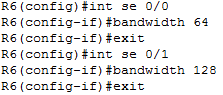 R6(config)#int se 0/0
R6(config-if)#bandwidth 64
R6(config-if)#exit
R6(config)#int se 0/1
R6(config-if)#bandwidth 128
R6(config-if)#exit